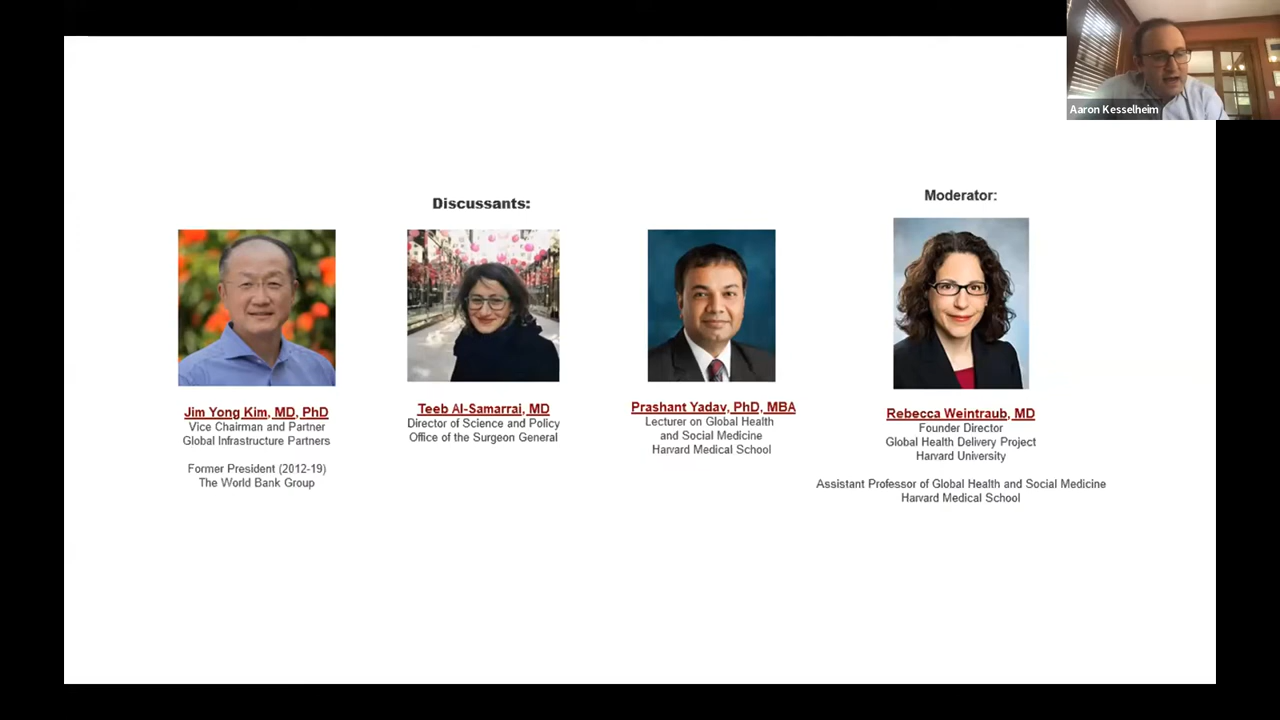 Aaron Kesselheim
Discussants:
Jim Yong Kim, MD, PhD
Vice Chairman and Partner
Global Infrastructure Partners
Former President (2012-19)
The World Bank Group
Teeb Al-Samarrai, MD
Director of Science and Policy
Office of the Surgeon General
Prashant Yadav, PhD, MBA
Lecturer on Global Health
and Social Medicine
Harvard Medical School
Moderator:
Rebecca Weintraub, MD
Founder Director
Global Health Delivery Project
Harvard University
Assistant Professor of Global Health and Social Medicine
Harvard Medical School